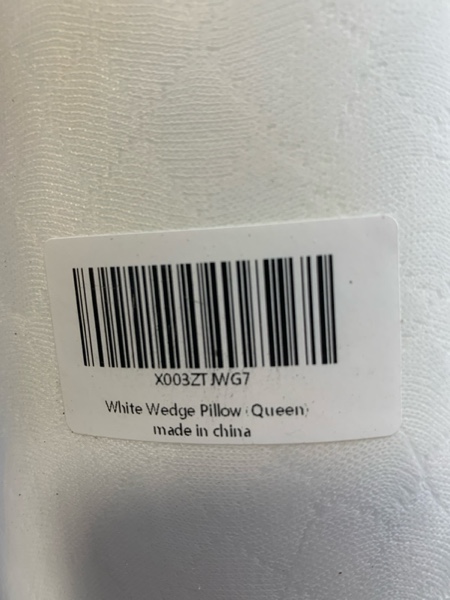 X003ZTJWG7
White Wedge Pillow (Queen)
made in china